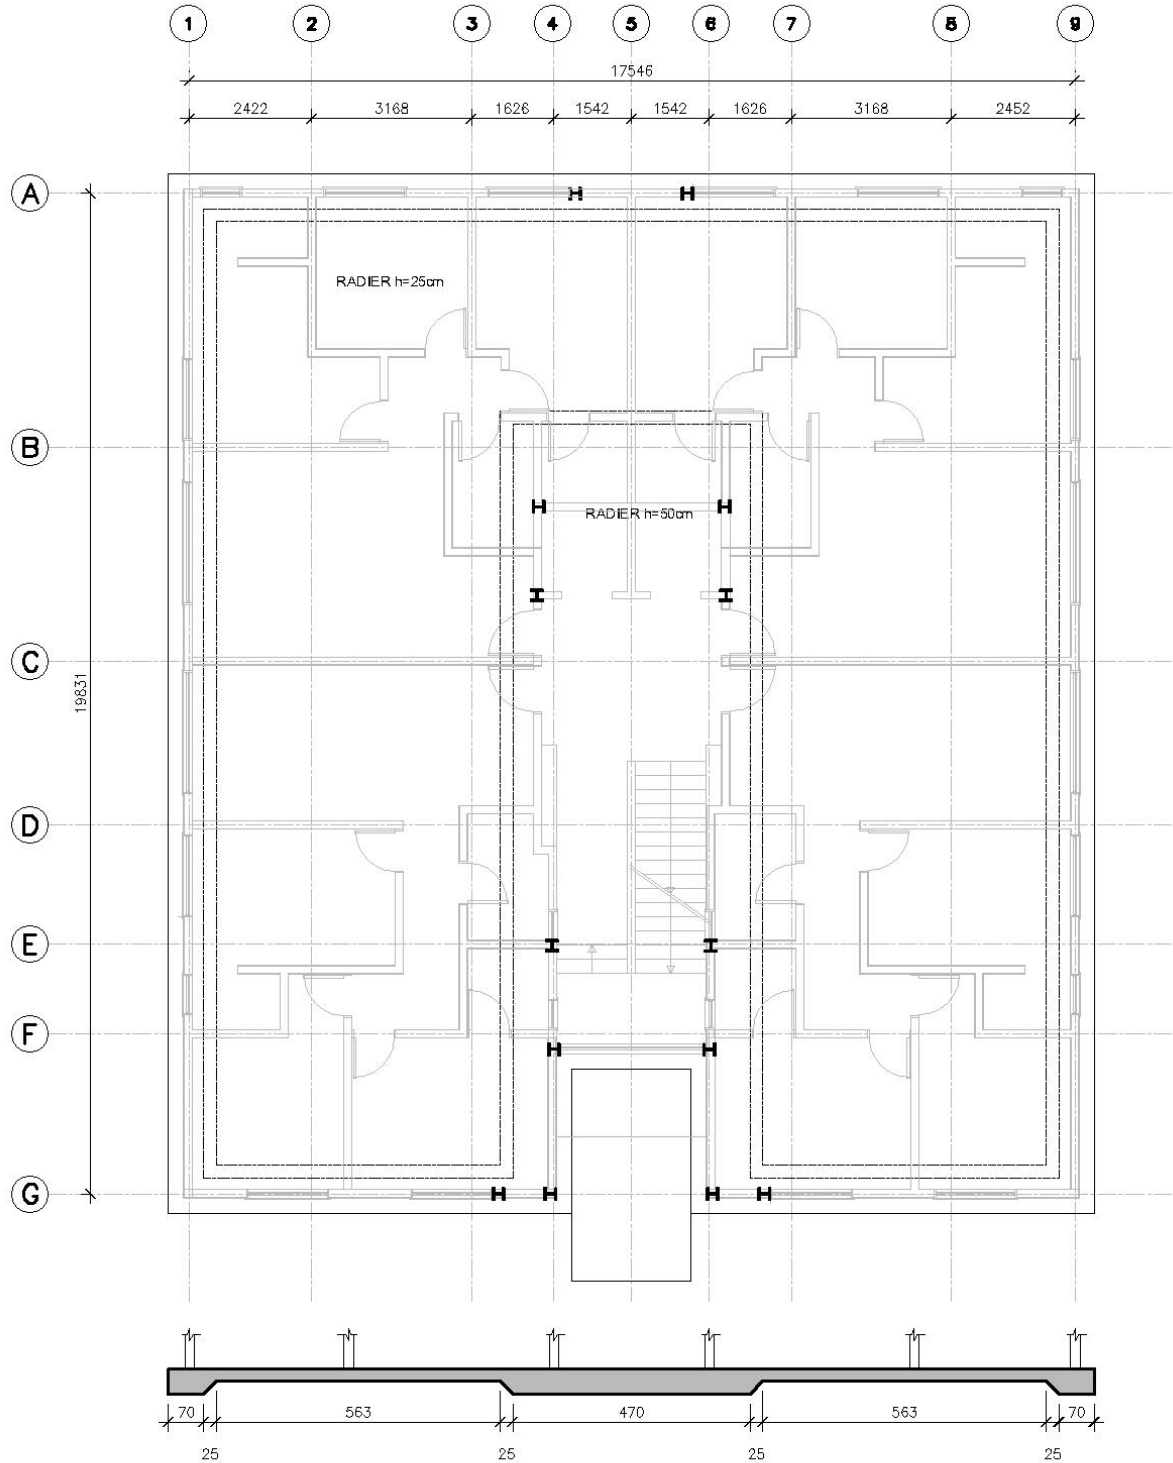 1 2 3 4 5 6 7 8 9
17546
2422 3168 1626 1542 1542 1626 3168 2452
A
RADIER h=25cm
B
RADIER h=50cm
C
19831
D
E
F
G
70 563 470 563 70
25 25 25 25